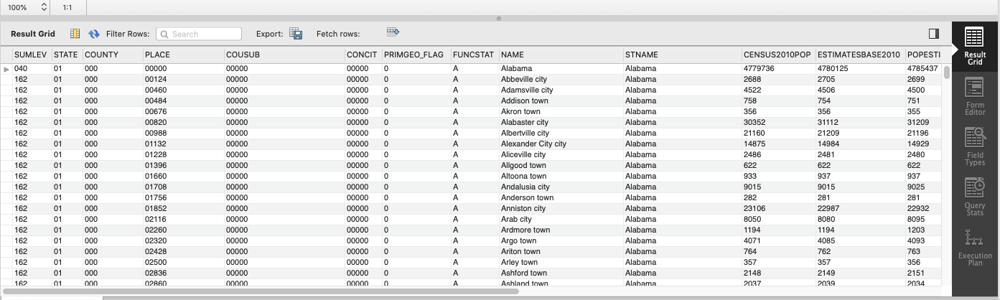 100% 1:1
Result Grid Filter Rows: Search Export: Fetch rows:
SUMLEV STATE COUNTY PLACE COUSUB CONCIT PRIMGEO_FLAG FUNCSTAT NAME STNAME CENSUS2010POP ESTIMATESBASE2010 POPESTI
040 01 000 00000 00000 00000 0 A Alabama Alabama 4779736 4780125 4785437
162 01 000 00124 00000 00000 0 A Abbeville city Alabama 2688 2705 2699
162 01 000 00460 00000 00000 0 A Adamsville city Alabama 4522 4506 4500
162 01 000 00484 00000 00000 0 A Addison town Alabama 758 754 751
162 01 000 00676 00000 00000 0 A Akron town Alabama 356 356 355
162 01 000 00820 00000 00000 0 A Alabaster city Alabama 30352 31112 31209
162 01 000 00988 00000 00000 0 A Albertville city Alabama 21160 21209 21196
162 01 000 01132 00000 00000 0 A Alexander City city Alabama 14875 14984 14929
162 01 000 01228 00000 00000 0 A Aliceville city Alabama 2486 2481 2480
162 01 000 01396 00000 00000 0 A Allgood town Alabama 622 622 622
162 01 000 01660 00000 00000 0 A Altoona town Alabama 933 937 937
162 01 000 01708 00000 00000 0 A Andalusia city Alabama 9015 9015 9025
162 01 000 01756 00000 00000 0 A Anderson town Alabama 282 281 281
162 01 000 01852 00000 00000 0 A Anniston city Alabama 23106 22987 22932
162 01 000 02116 00000 00000 0 A Arab city Alabama 8050 8080 8095
162 01 000 02260 00000 00000 0 A Ardmore town Alabama 1194 1194 1203
162 01 000 02320 00000 00000 0 A Argo town Alabama 4071 4085 4093
162 01 000 02428 00000 00000 0 A Ariton town Alabama 764 762 763
162 01 000 02500 00000 00000 0 A Arley town Alabama 357 357 356
162 01 000 02836 00000 00000 0 A Ashford town Alabama 2148 2149 2151
162 01 000 02860 00000 00000 0 A Ashland town Alabama 2037 2039 2034
Result
Grid
Form
Editor
Field
Types
Query
Stats
Execution
Plan